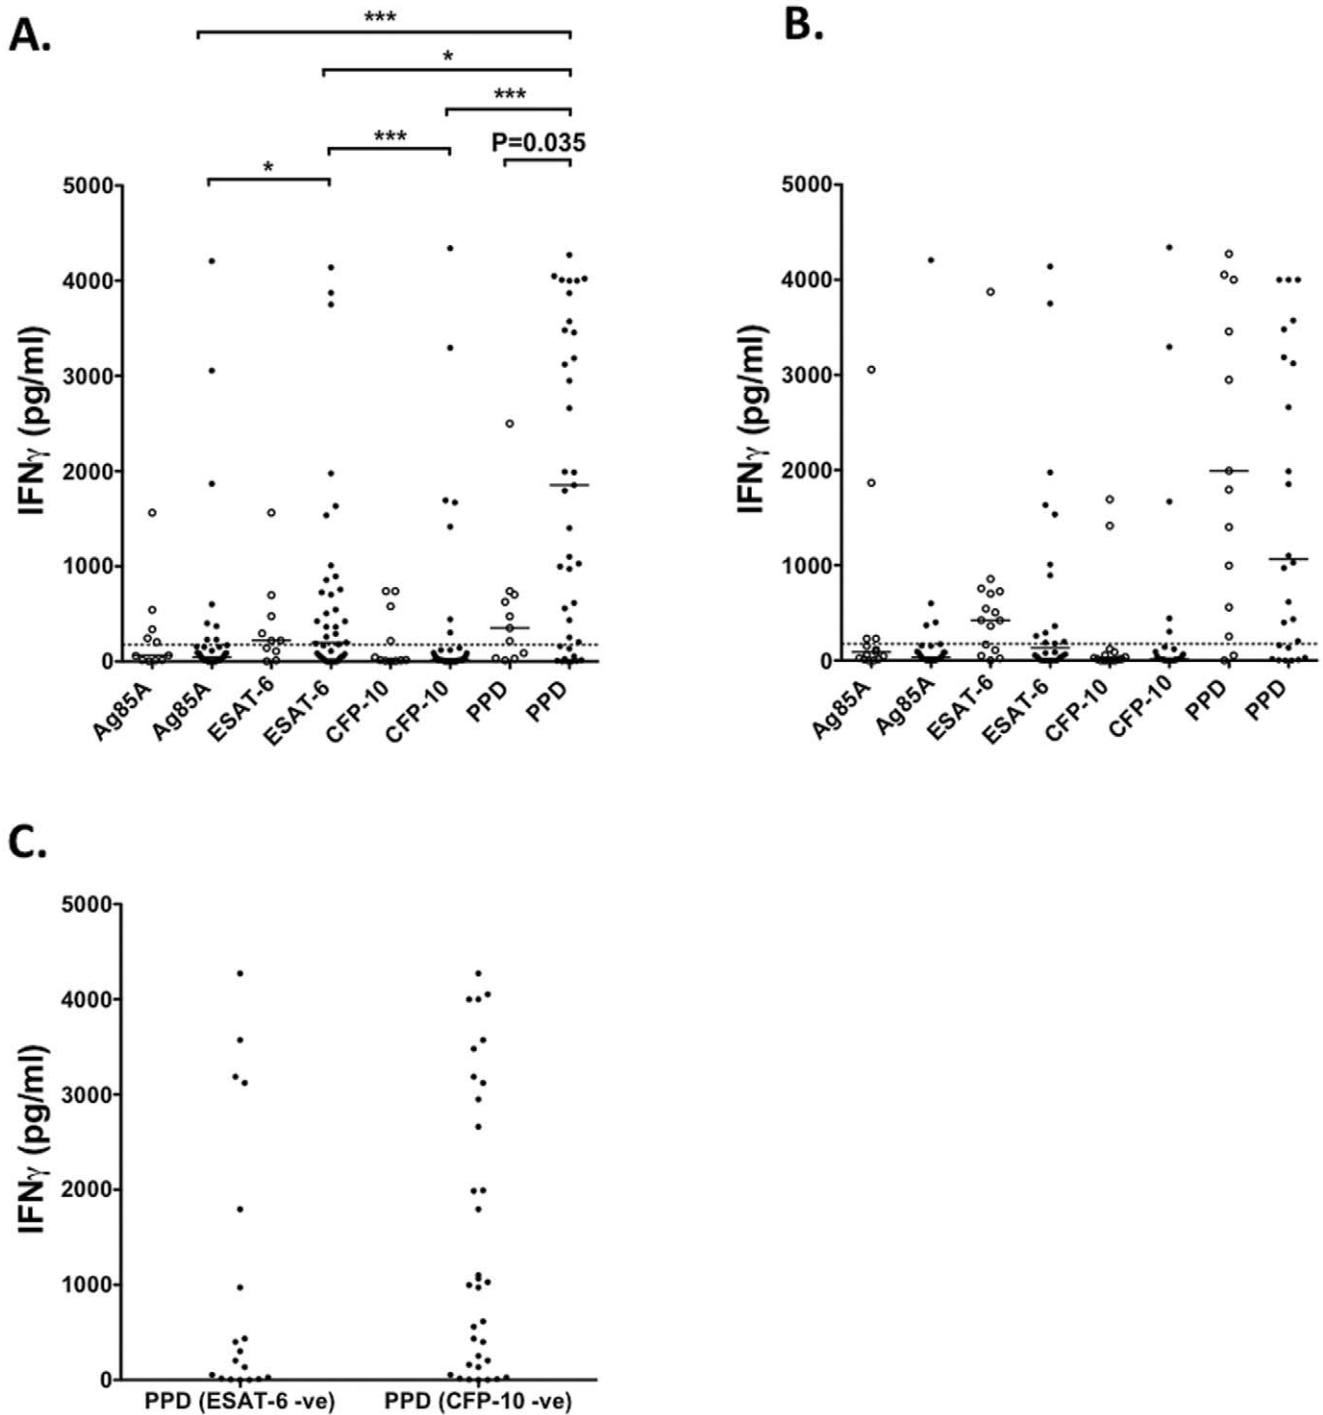 A.
***
*
***
P=0.035
***
*
5000
4000
3000
2000
1000
0
IFNγ (pg/ml)
Ag85A
Ag85A
ESAT-6
ESAT-6
CFP-10
CFP-10
PPD
PPD
B.
5000
4000
3000
2000
1000
0
IFNγ (pg/ml)
Ag85A
Ag85A
ESAT-6
ESAT-6
CFP-10
CFP-10
PPD
PPD
C.
5000
4000
3000
2000
1000
0
IFNγ (pg/ml)
PPD (ESAT-6 -ve)
PPD (CFP-10 -ve)